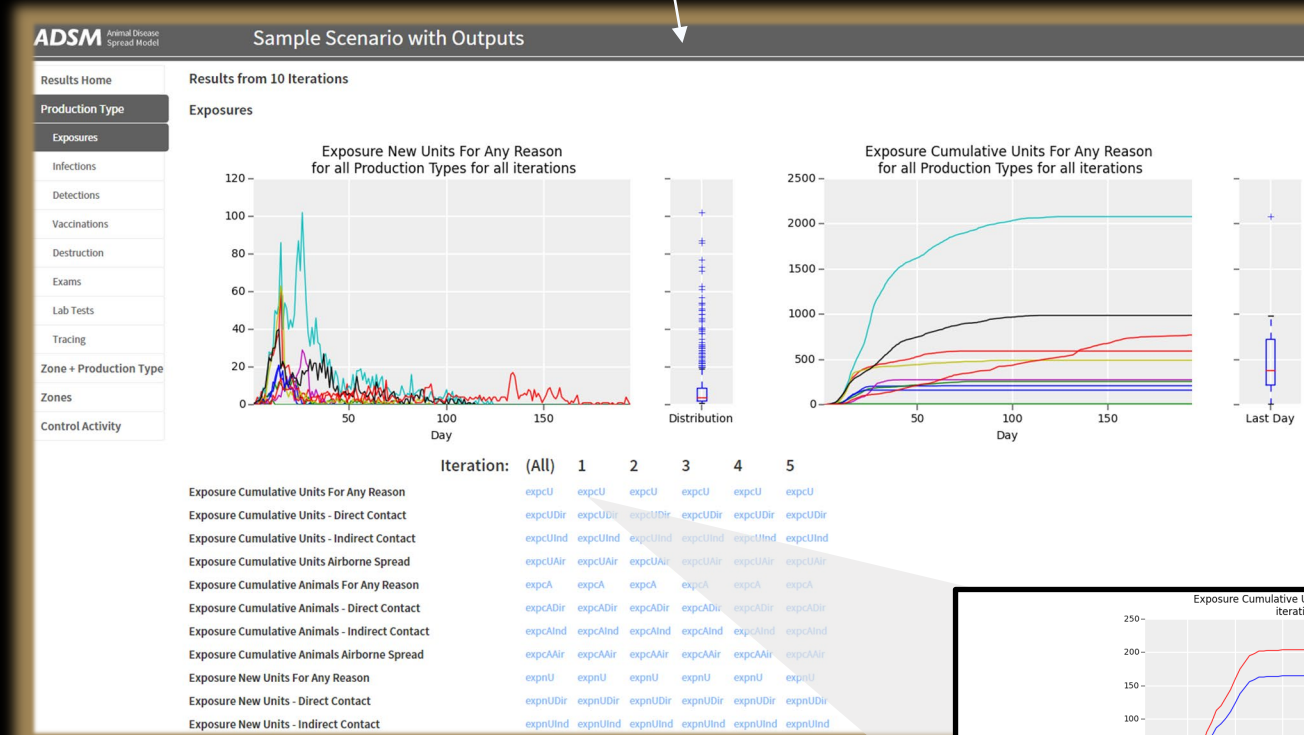 ADSM Animal Disease Spread Model
Sample Scenario with Outputs
Results Home
Production Type
Exposures
Infections
Detections
Vaccinations
Destruction
Exams
Lab Tests
Tracing
Zone + Production Type
Zones
Control Activity
Results from 10 Iterations
Exposures
Exposure New Units For Any Reason
for all Production Types for all iterations
120
100
80
60
40
20
0
50 100 150
Day
Distribution
Exposure Cumulative Units For Any Reason
for all Production Types for all iterations
2500
2000
1500
1000
500
0
50 100 150
Day
Last Day
Iteration: (All) 1 2 3 4 5
Exposure Cumulative Units For Any Reason expcU expcU expcU expcU expcU expcU
Exposure Cumulative Units - Direct Contact expcUDir expcUDir expcUDir expcUDir expcUDir expcUDir
Exposure Cumulative Units - Indirect Contact expcUInd expcUInd expcUInd expcUInd expcUInd expcUInd
Exposure Cumulative Units Airborne Spread expcUAir expcUAir expcUAir expcUAir expcUAir expcUAir
Exposure Cumulative Animals For Any Reason expcA expcA expcA expcA expcA expcA
Exposure Cumulative Animals - Direct Contact expcADir expcADir expcADir expcADir expcADir expcADir
Exposure Cumulative Animals - Indirect Contact expcAInd expcAInd expcAInd expcAInd expcAInd expcAInd
Exposure Cumulative Animals Airborne Spread expcAAir expcAAir expcAAir expcAAir expcAAir expcAAir
Exposure New Units For Any Reason expnU expnU expnU expnU expnU expnU
Exposure New Units - Direct Contact expnUDir expnUDir expnUDir expnUDir expnUDir expnUDir
Exposure New Units - Indirect Contact expnUInd expnUInd expnUInd expnUInd expnUInd expnUInd
Exposure Cumulative U
iterati
250
200
150
100